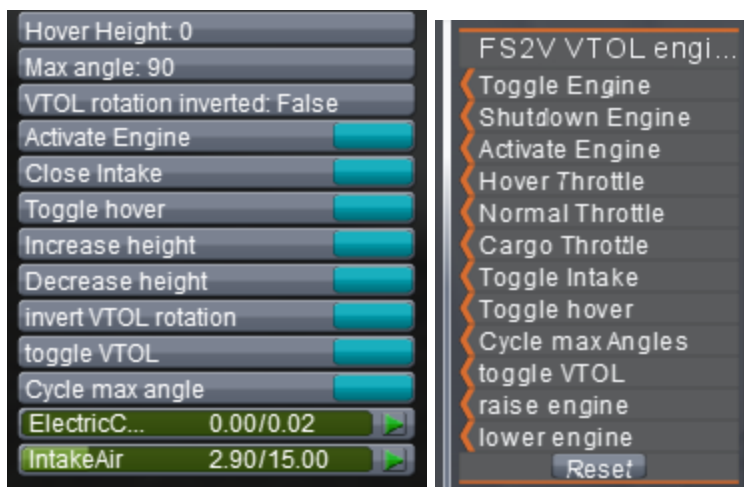 Hover Height: 0
Max angle: 90
VTOL rotation inverted: False
Activate Engine
Close Intake
Toggle hover
Increase height
Decrease height
invert VTOL rotation
toggle VTOL
Cycle max angle
ElectricC... 0.00/0.02
IntakeAir 2.90/15.00
FS2V VTOL engi...
Toggle Engine
Shutdown Engine
Activate Engine
Hover Throttle
Normal Throttle
Cargo Throttle
Toggle Intake
Toggle hover
Cycle max Angles
toggle VTOL
raise engine
lower engine
Reset